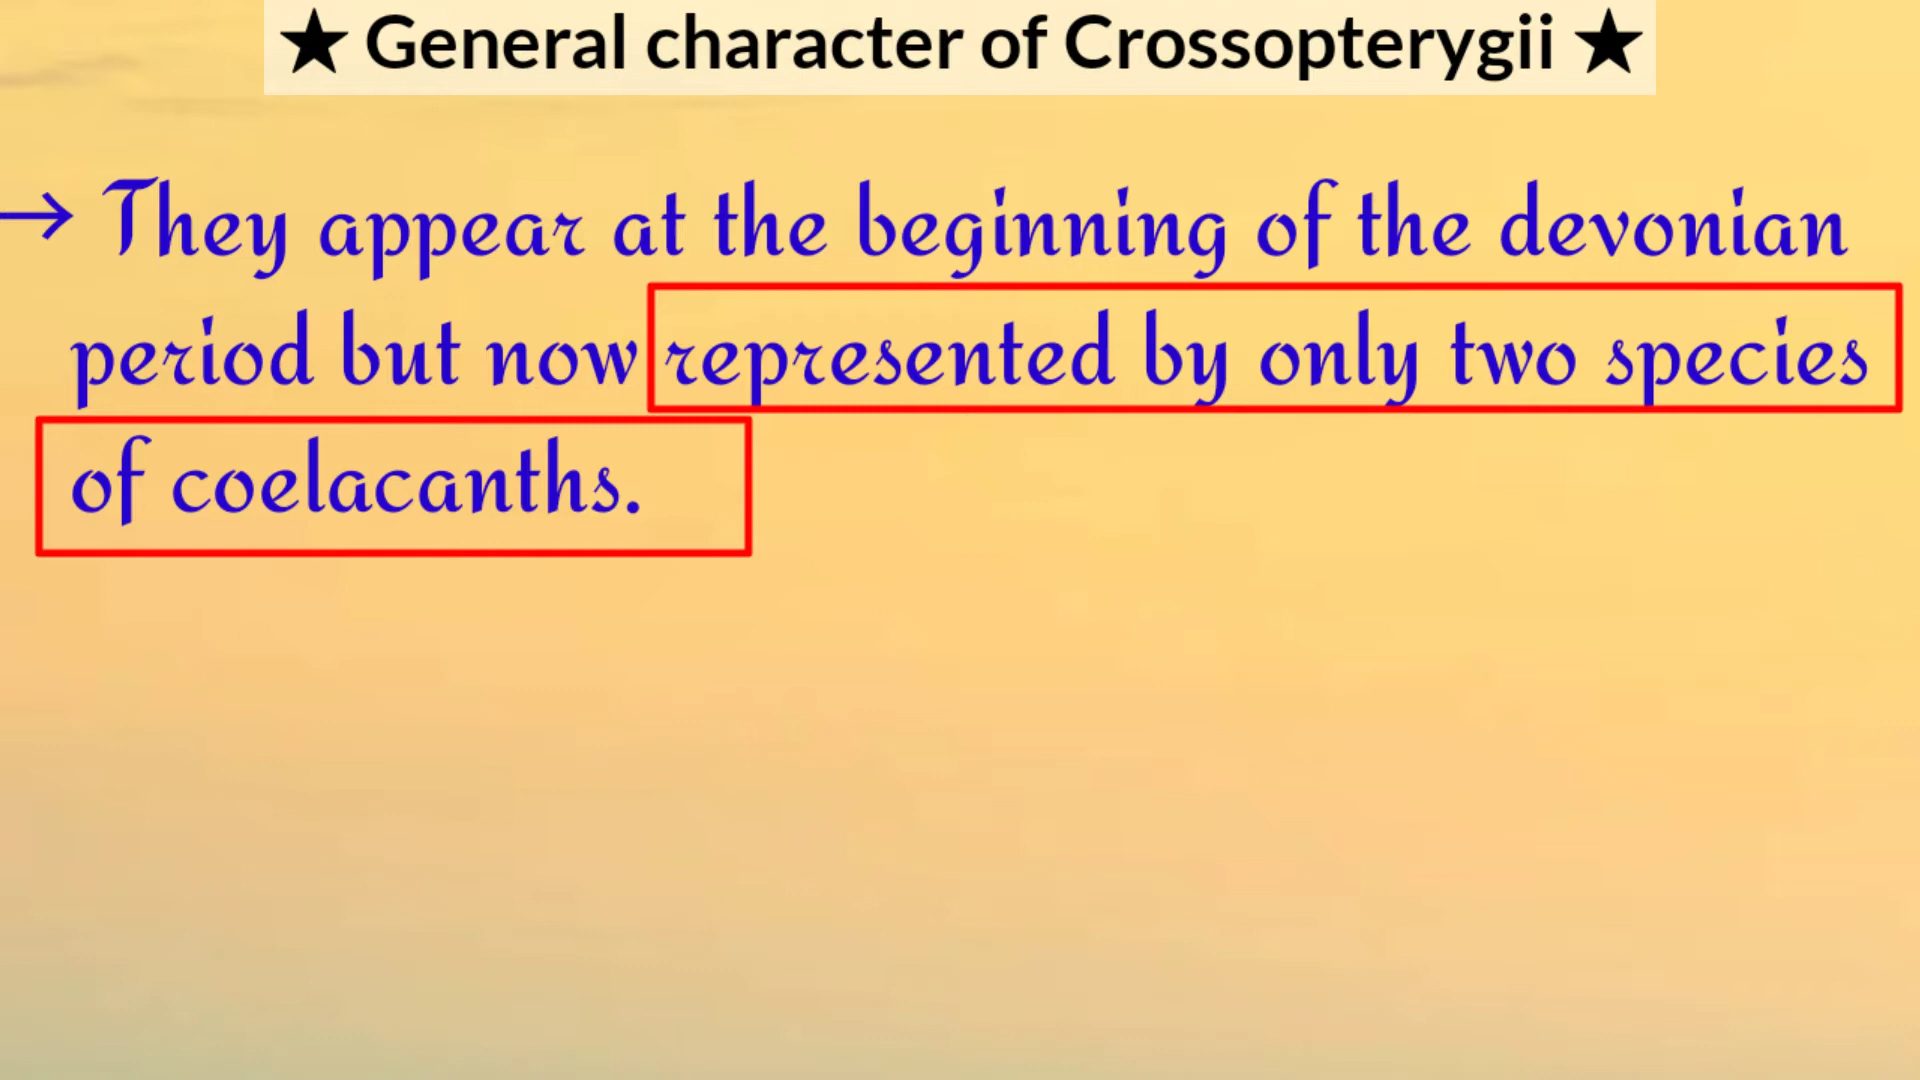 ★ General character of Crossopterygii ★
→ They appear at the beginning of the devonian
period but now represented by only two species
of coelacanths.